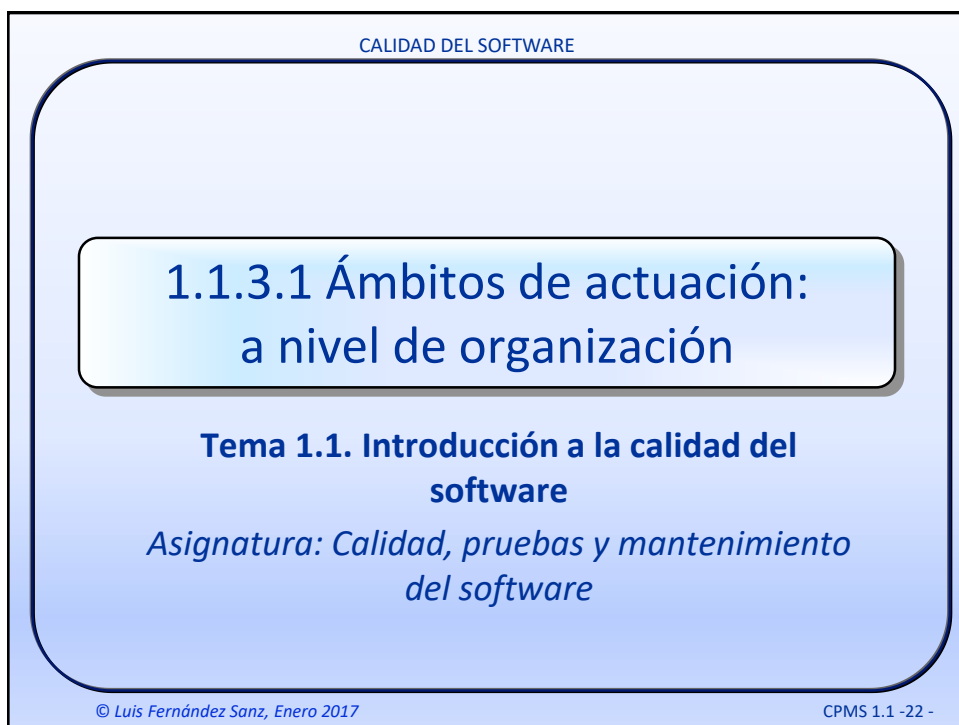 CALIDAD DEL SOFTWARE
1.1.3.1 Ámbitos de actuación:
a nivel de organización
Tema 1.1. Introducción a la calidad del
software
Asignatura: Calidad, pruebas y mantenimiento
del software
© Luis Fernández Sanz, Enero 2017
CPMS 1.1 -22 -